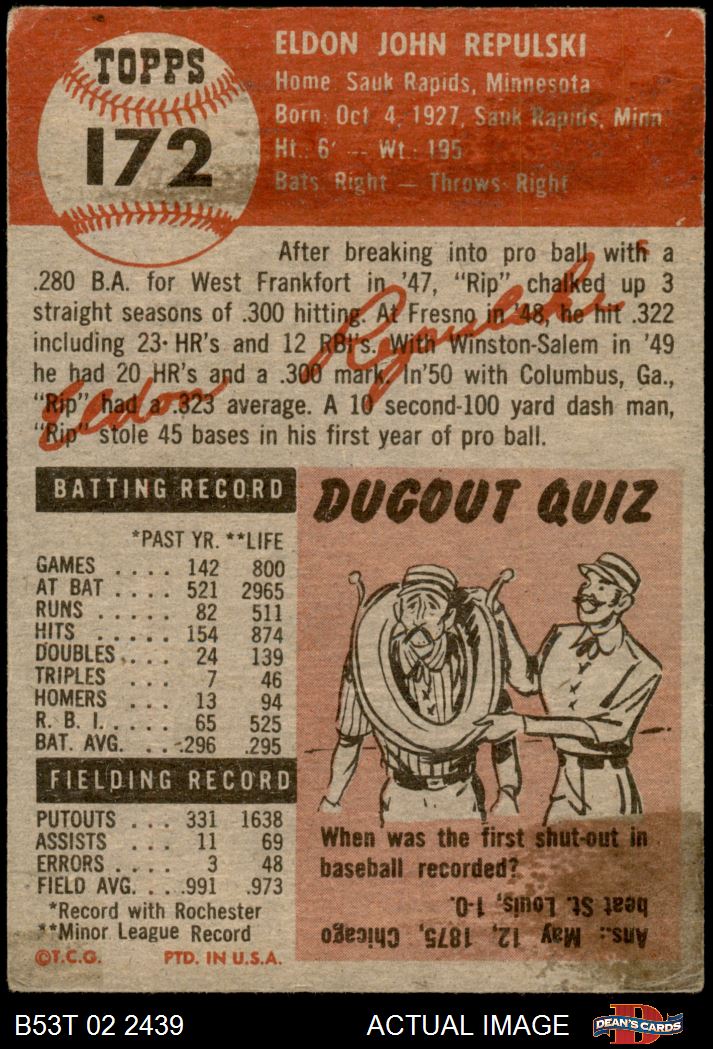 TOPPS
172
ELDON JOHN REPULSKI
Home: Sauk Rapids, Minnesota
Born: Oct 4, 1927, Sauk Rapids, Minn
Ht.: 6' — Wt.: 195
Bats: Right — Throws: Right
After breaking into pro ball with a
.280 B.A. for West Frankfort in '47, "Rip" chalked up 3
straight seasons of .300 hitting. At Fresno in '48, he hit .322
including 23 HR's and 12 RBI's. With Winston-Salem in '49
he had 20 HR's and a .300 mark. In '50 with Columbus, Ga.,
"Rip" had a .323 average. A 10 second-100 yard dash man,
"Rip" stole 45 bases in his first year of pro ball.
Eldon Repulski
BATTING RECORD
*PAST YR. **LIFE
GAMES .... 142 800
AT BAT .... 521 2965
RUNS .... 82 511
HITS ..... 154 874
DOUBLES ... 24 139
TRIPLES ... 7 46
HOMERS ... 13 94
R. B. I. .... 65 525
BAT. AVG. ... .296 .295
FIELDING RECORD
PUTOUTS ... 331 1638
ASSISTS ... 11 69
ERRORS .... 3 48
FIELD AVG. .. .991 .973
*Record with Rochester
**Minor League Record
©T.C.G. PTD. IN U.S.A.
DUGOUT QUIZ
When was the first shut-out in
baseball recorded?
Ans.: May 12, 1875, Chicago
beat St. Louis, 1-0.
B53T 02 2439
ACTUAL IMAGE
D
DEAN'S CARDS